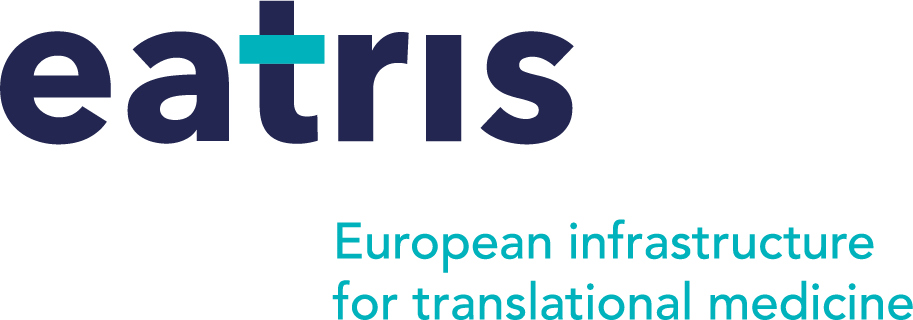 eatris
European infrastructure
for translational medicine